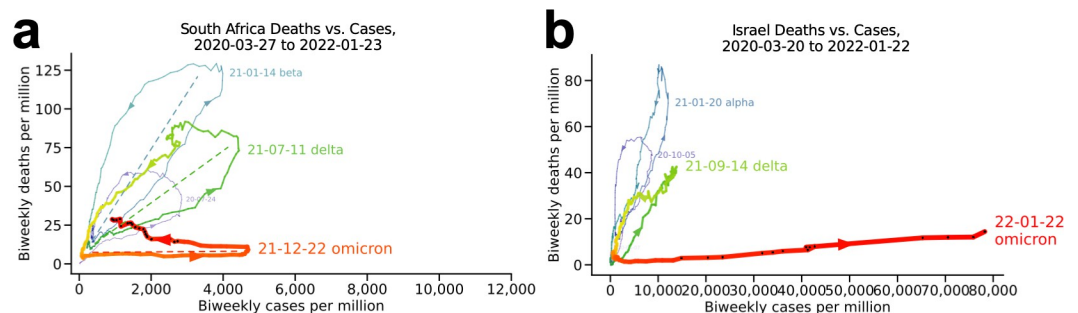 a
South Africa Deaths vs. Cases,
2020-03-27 to 2022-01-23
Biweekly deaths per million
125
100
75
50
25
0
21-01-14 beta
21-07-11 delta
21-12-22 omicron
0 2,000 4,000 6,000 8,000 10,000 12,000
Biweekly cases per million
b
Israel Deaths vs. Cases,
2020-03-20 to 2022-01-22
Biweekly deaths per million
80
60
40
20
0
21-01-20 alpha
20-10-05
21-09-14 delta
22-01-22
omicron
0 10,000 20,000 30,000 40,000 50,000 60,000 70,000 80,000
Biweekly cases per million